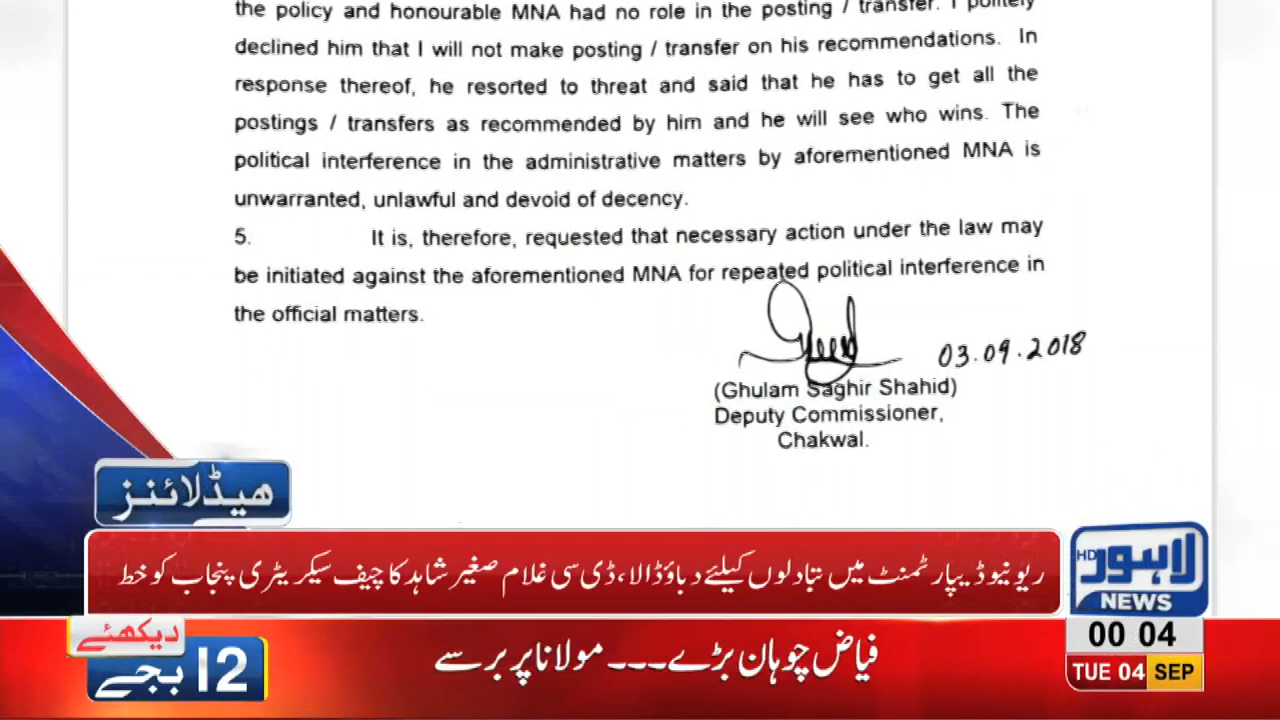 the policy and honourable MNA had no role in the posting / transfer. I politely
declined him that I will not make posting / transfer on his recommendations. In
response thereof, he resorted to threat and said that he has to get all the
postings / transfers as recommended by him and he will see who wins. The
political interference in the administrative matters by aforementioned MNA is
unwarranted, unlawful and devoid of decency.
5. It is, therefore, requested that necessary action under the law may
be initiated against the aforementioned MNA for repeated political interference in
the official matters.
03.09.2018
(Ghulam Saghir Shahid)
Deputy Commissioner,
Chakwal.
ھیڈلائنز
ریونیو ڈیپارٹمنٹ میں تبادلوں کیلئے دباؤ ڈالا، ڈی سی غلام صغیر شاہد کا چیف سیکریٹری پنجاب کو خط
لاہور HD
NEWS
دیکھئے
12 بجے
فیاض چوہان بڑے۔۔۔مولانا پر برسے
00 04
TUE 04 SEP